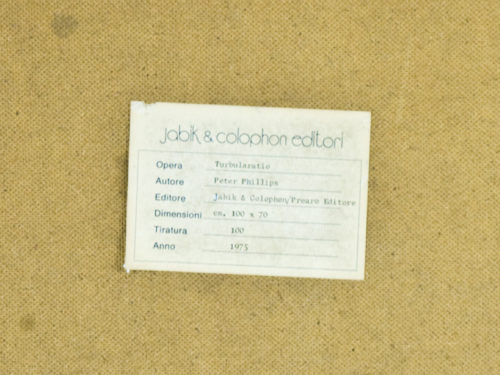 jabik & colophon editori
Opera Turbularatio
Autore Peter Phillips
Editore Jabik & Colophon/Prearo Editore
Dimensioni cm. 100 x 70
Tiratura 100
Anno 1975